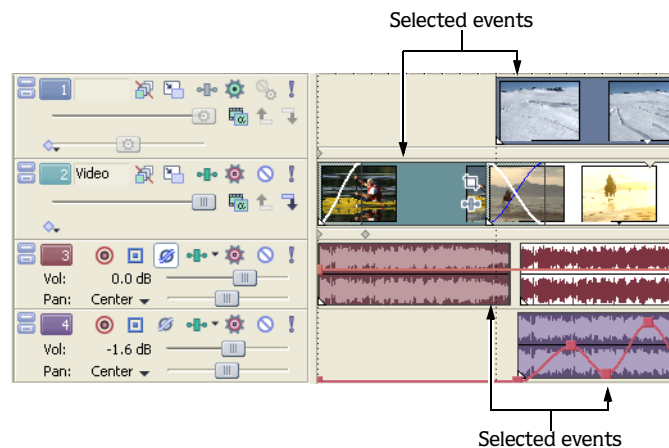 Selected events
1
2 Video
3
Vol: 0.0 dB
Pan: Center
4
Vol: -1.6 dB
Pan: Center
Selected events